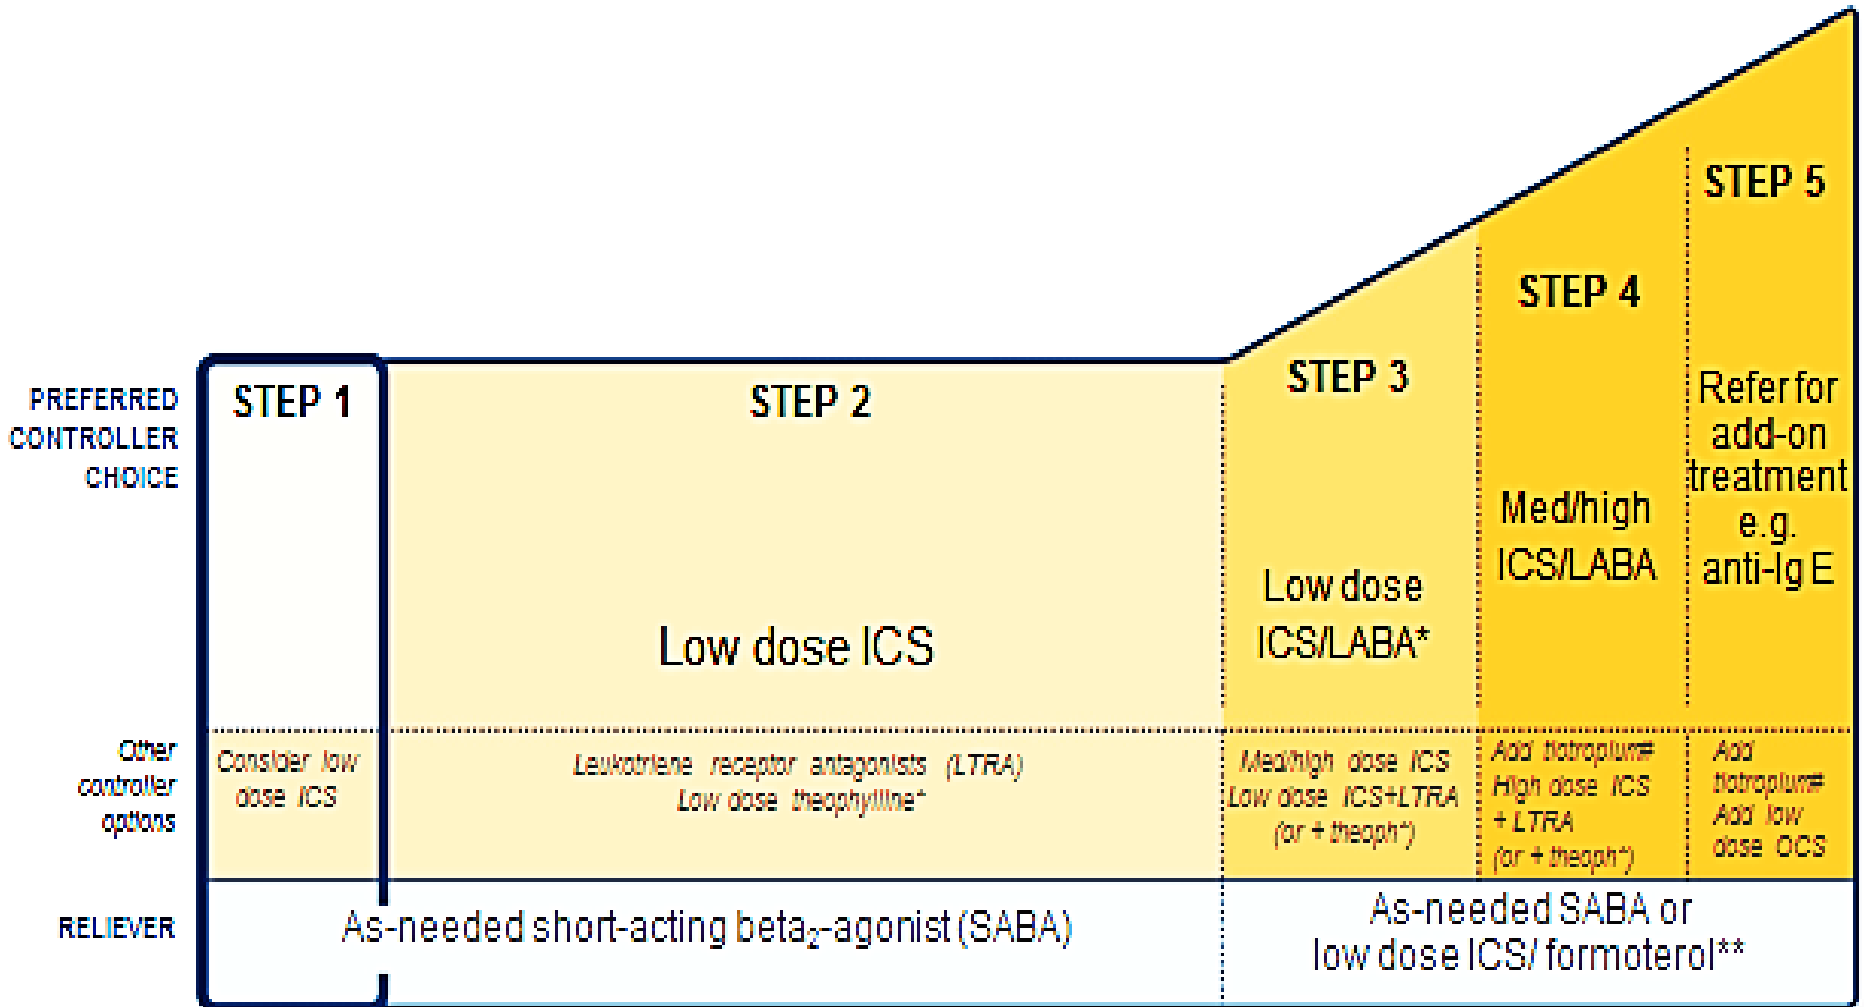 STEP 5
STEP 4
STEP 3
PREFERRED
CONTROLLER
CHOICE
STEP 1
STEP 2
Refer for
add-on
treatment
e.g.
anti-Ig E
Med/high
ICS/LABA
Low dose
ICS/LABA*
Low dose ICS
Other
controller
options
Consider low
dose ICS
Leukotriene receptor antagonists (LTRA)
Low dose theophylline*
Med/high dose ICS
Low dose ICS+LTRA
(or + theoph*)
Add tiotropium#
High dose ICS
+ LTRA
(or + theoph*)
Add
tiotropium#
Add low
dose OCS
RELIEVER
As-needed short-acting beta₂-agonist (SABA)
As-needed SABA or
low dose ICS/ formoterol**